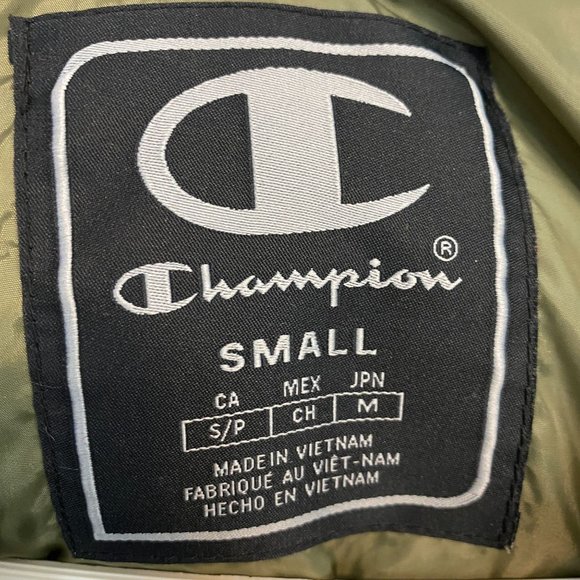 Champion®
SMALL
CA MEX JPN
S/P CH M
MADE IN VIETNAM
FABRIQUÉ AU VIÊT-NAM
HECHO EN VIETNAM